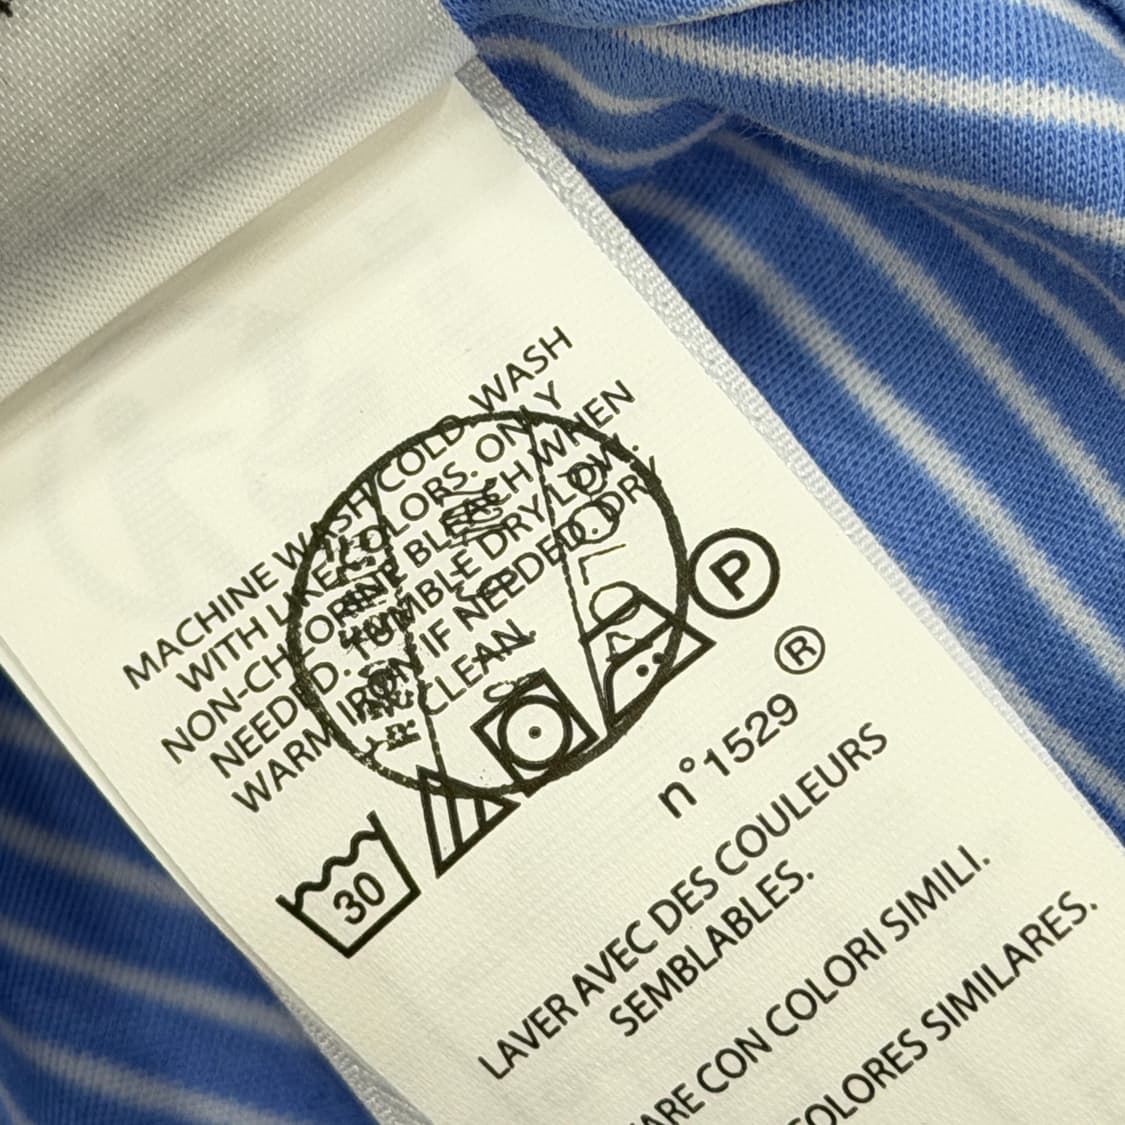 MACHINE WASH COLD, WASH
WITH LIKE COLORS. ONLY
NON-CHLORINE BLEACH WHEN
NEEDED. TUMBLE DRY LOW.
WARM IRON IF NEEDED. DRY
CLEAN.
30
P
n°1529 ®
LAVER AVEC DES COULEURS
SEMBLABLES.
ARE CON COLORI SIMILI.
COLORES SIMILARES.